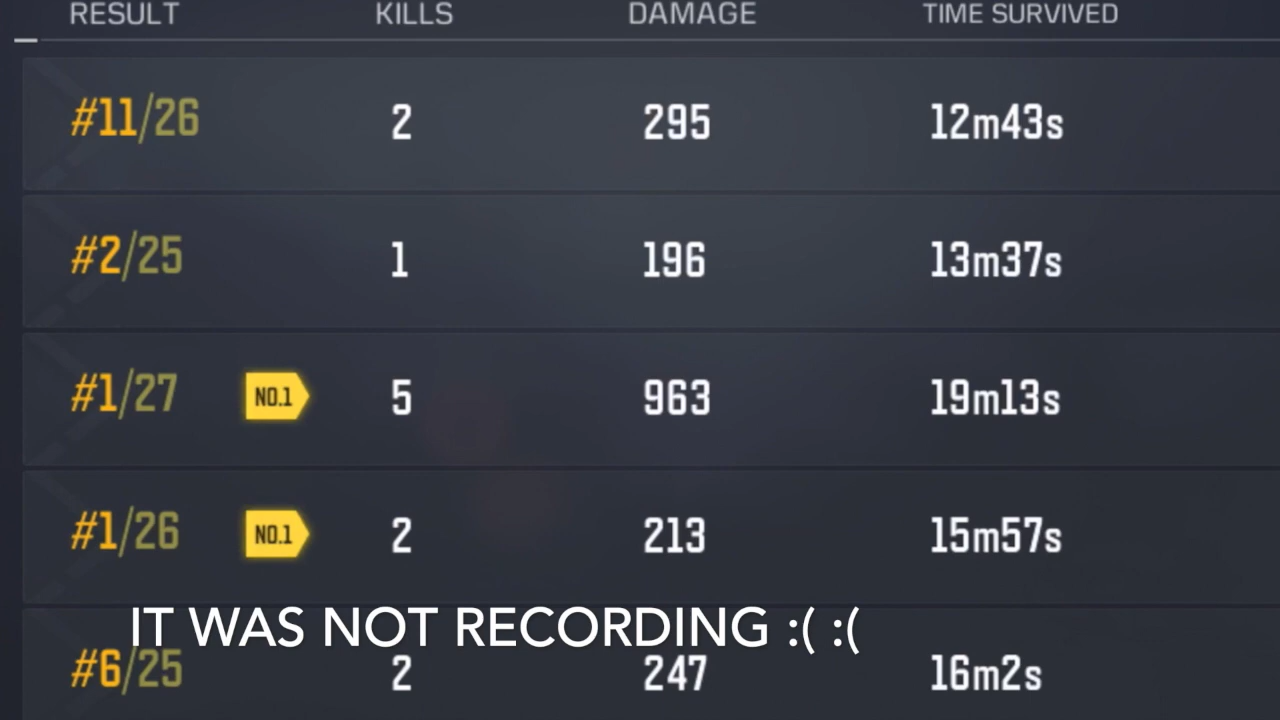 RESULT KILLS DAMAGE TIME SURVIVED
#11/26 2 295 12m43s
#2/25 1 196 13m37s
#1/27 NO.1 5 963 19m13s
#1/26 NO.1 2 213 15m57s
IT WAS NOT RECORDING :( :(
#6/25 2 247 16m2s